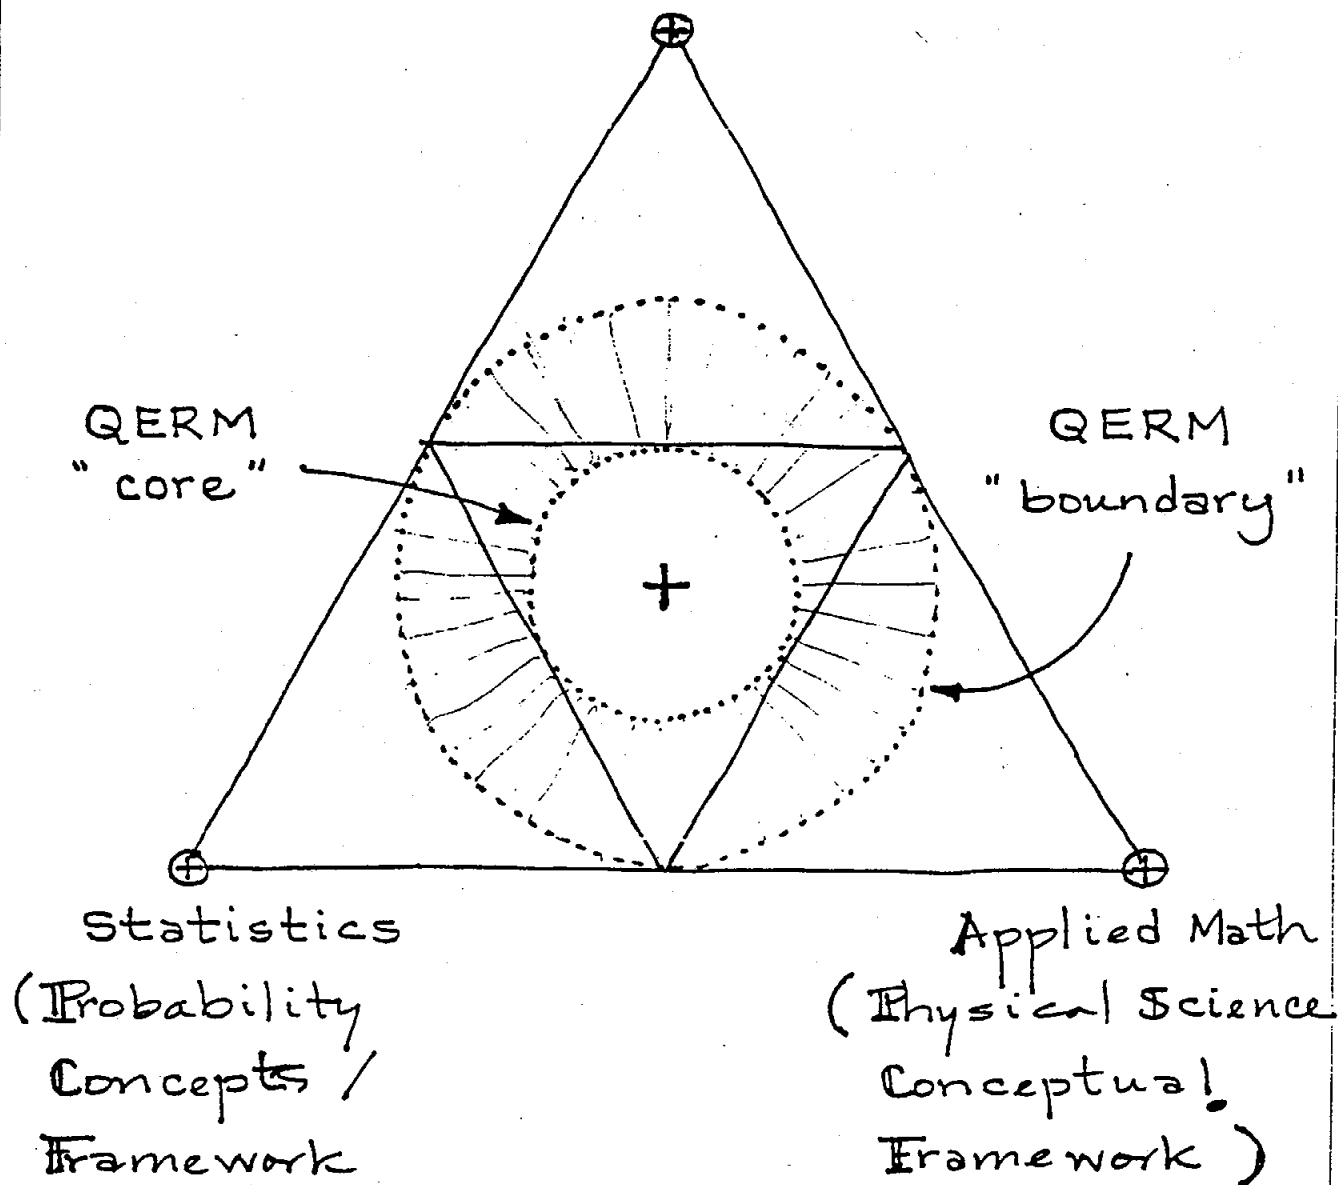 QERM
"core"
QERM
"boundary"
Statistics
(Probability
Concepts /
Framework
Applied Math
(Physical Science
Conceptual
Framework)